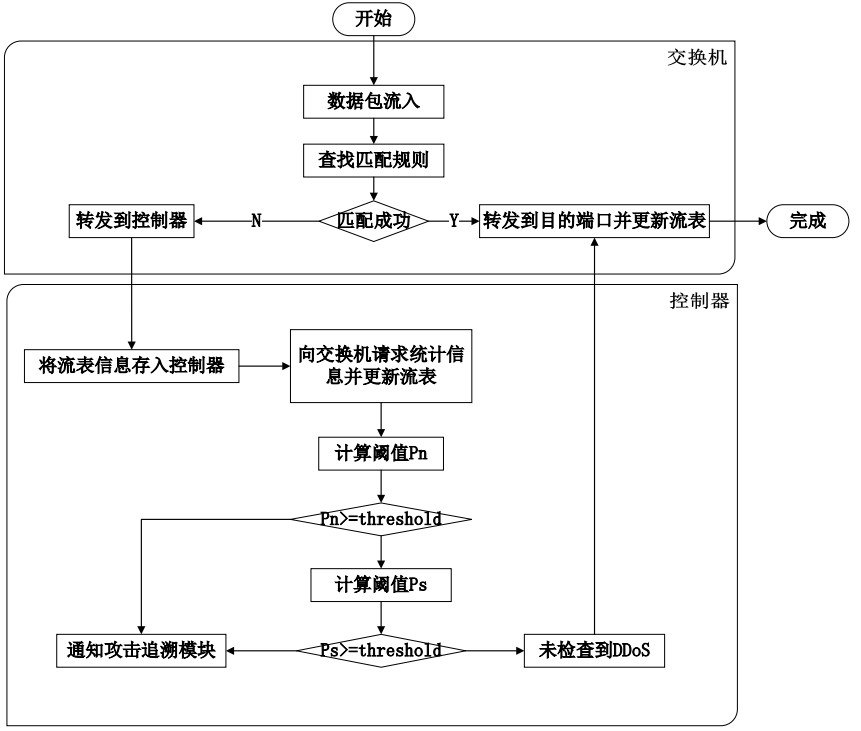 开始
交换机
数据包流入
查找匹配规则
转发到控制器
N
匹配成功
Y
转发到目的端口并更新流表
完成
控制器
将流表信息存入控制器
向交换机请求统计信
息并更新流表
计算阈值Pn
Pn>=threshold
计算阈值Ps
通知攻击追溯模块
Ps>=threshold
未检查到DDoS